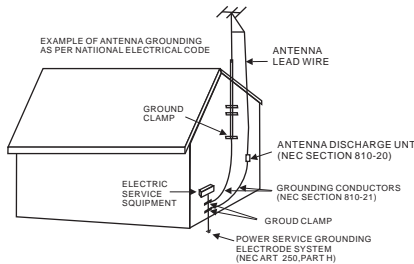 EXAMPLE OF ANTENNA GROUNDING
AS PER NATIIONAL ELECTRICAL CODE
ANTENNA
LEAD WIRE
GROUND
CLAMP
ANTENNA DISCHARGE UNT
(NEC SECTION 810-20)
ELECTRIC
SERVICE
SQUIPMENT
GROUNDING CONDUCTORS
(NEC SECTION 810-21)
GROUD CLAMP
POWER SERVICE GROUNDING
ELECTRODE SYSTEM
(NEC ART 250,PART H)